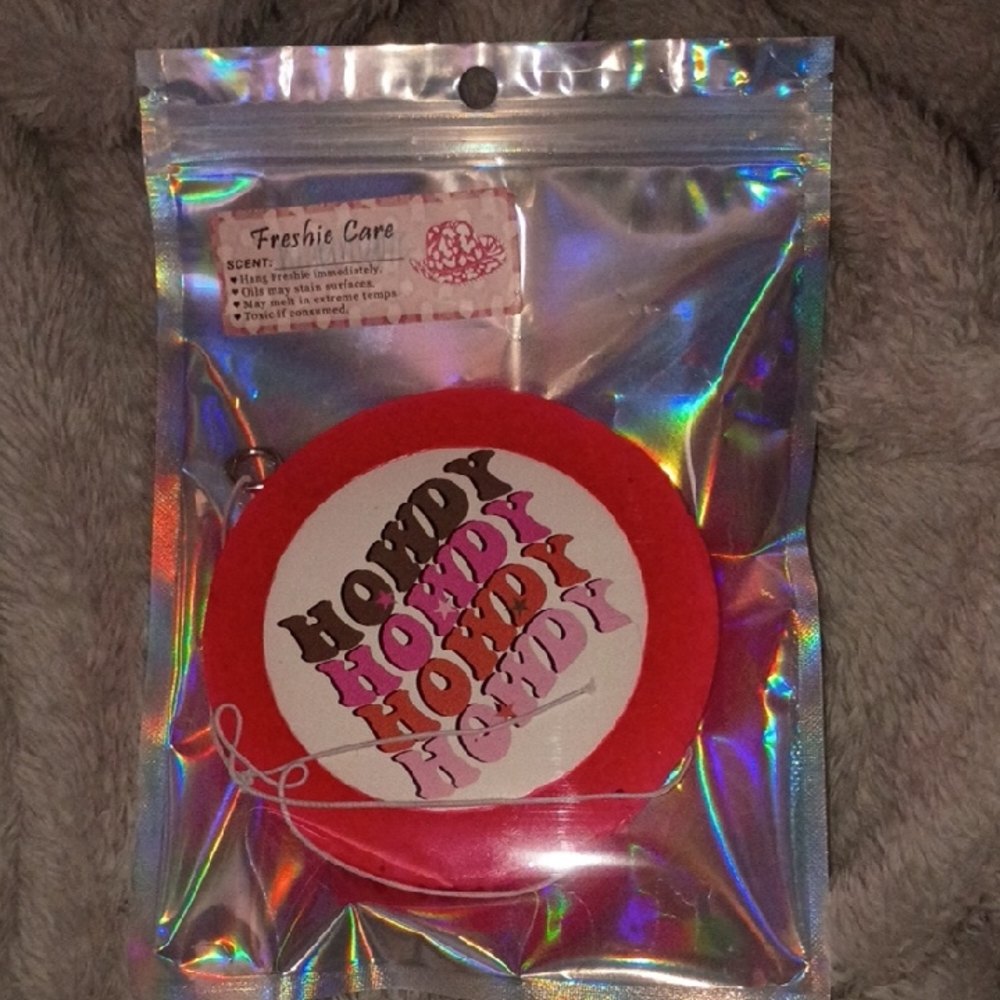 Freshie Care
SCENT:
♥ Hang Freshie immediately.
♥ Oils may stain surfaces.
♥ May melt in extreme temps
♥ Toxic if consumed.
HOWDY
HOWDY
HOWDY
HOWDY